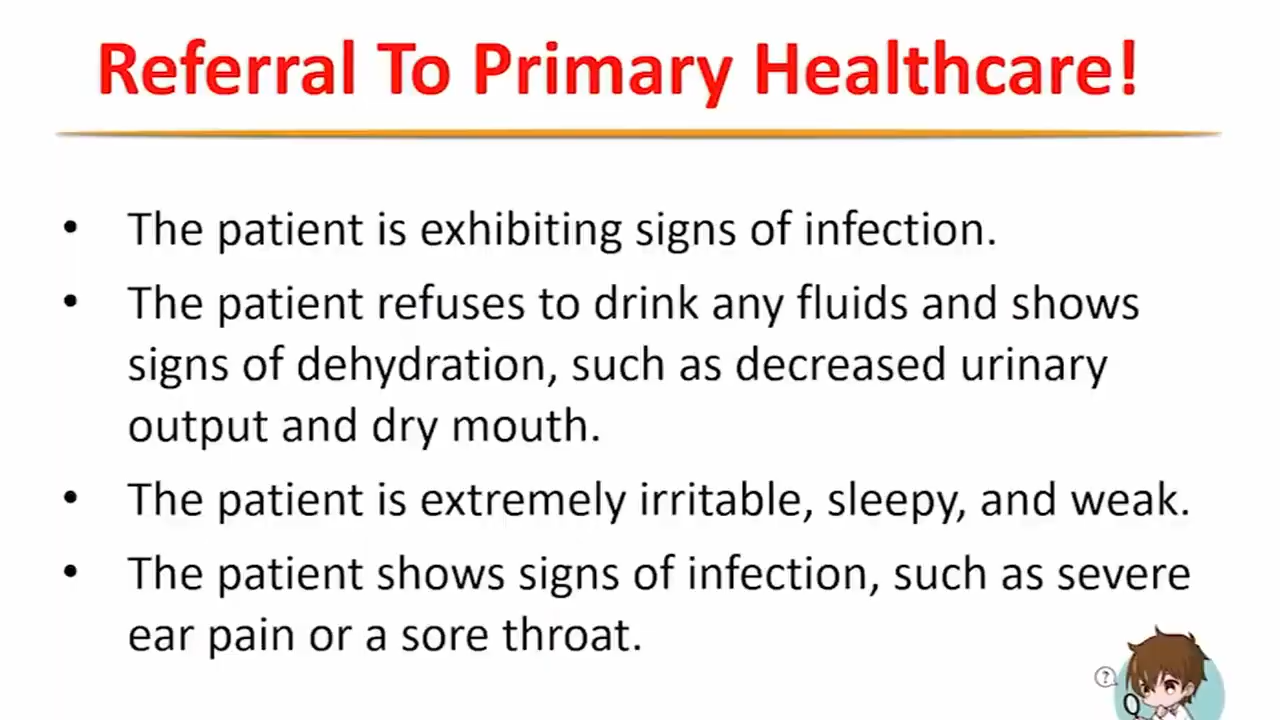 Referral To Primary Healthcare!
• The patient is exhibiting signs of infection.
• The patient refuses to drink any fluids and shows
signs of dehydration, such as decreased urinary
output and dry mouth.
• The patient is extremely irritable, sleepy, and weak.
• The patient shows signs of infection, such as severe
ear pain or a sore throat.
?